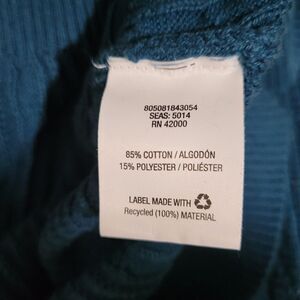 805081843054
SEAS: 5014
RN 42000
85% COTTON / ALGODÓN
15% POLYESTER / POLIÉSTER
LABEL MADE WITH
Recycled (100%) MATERIAL